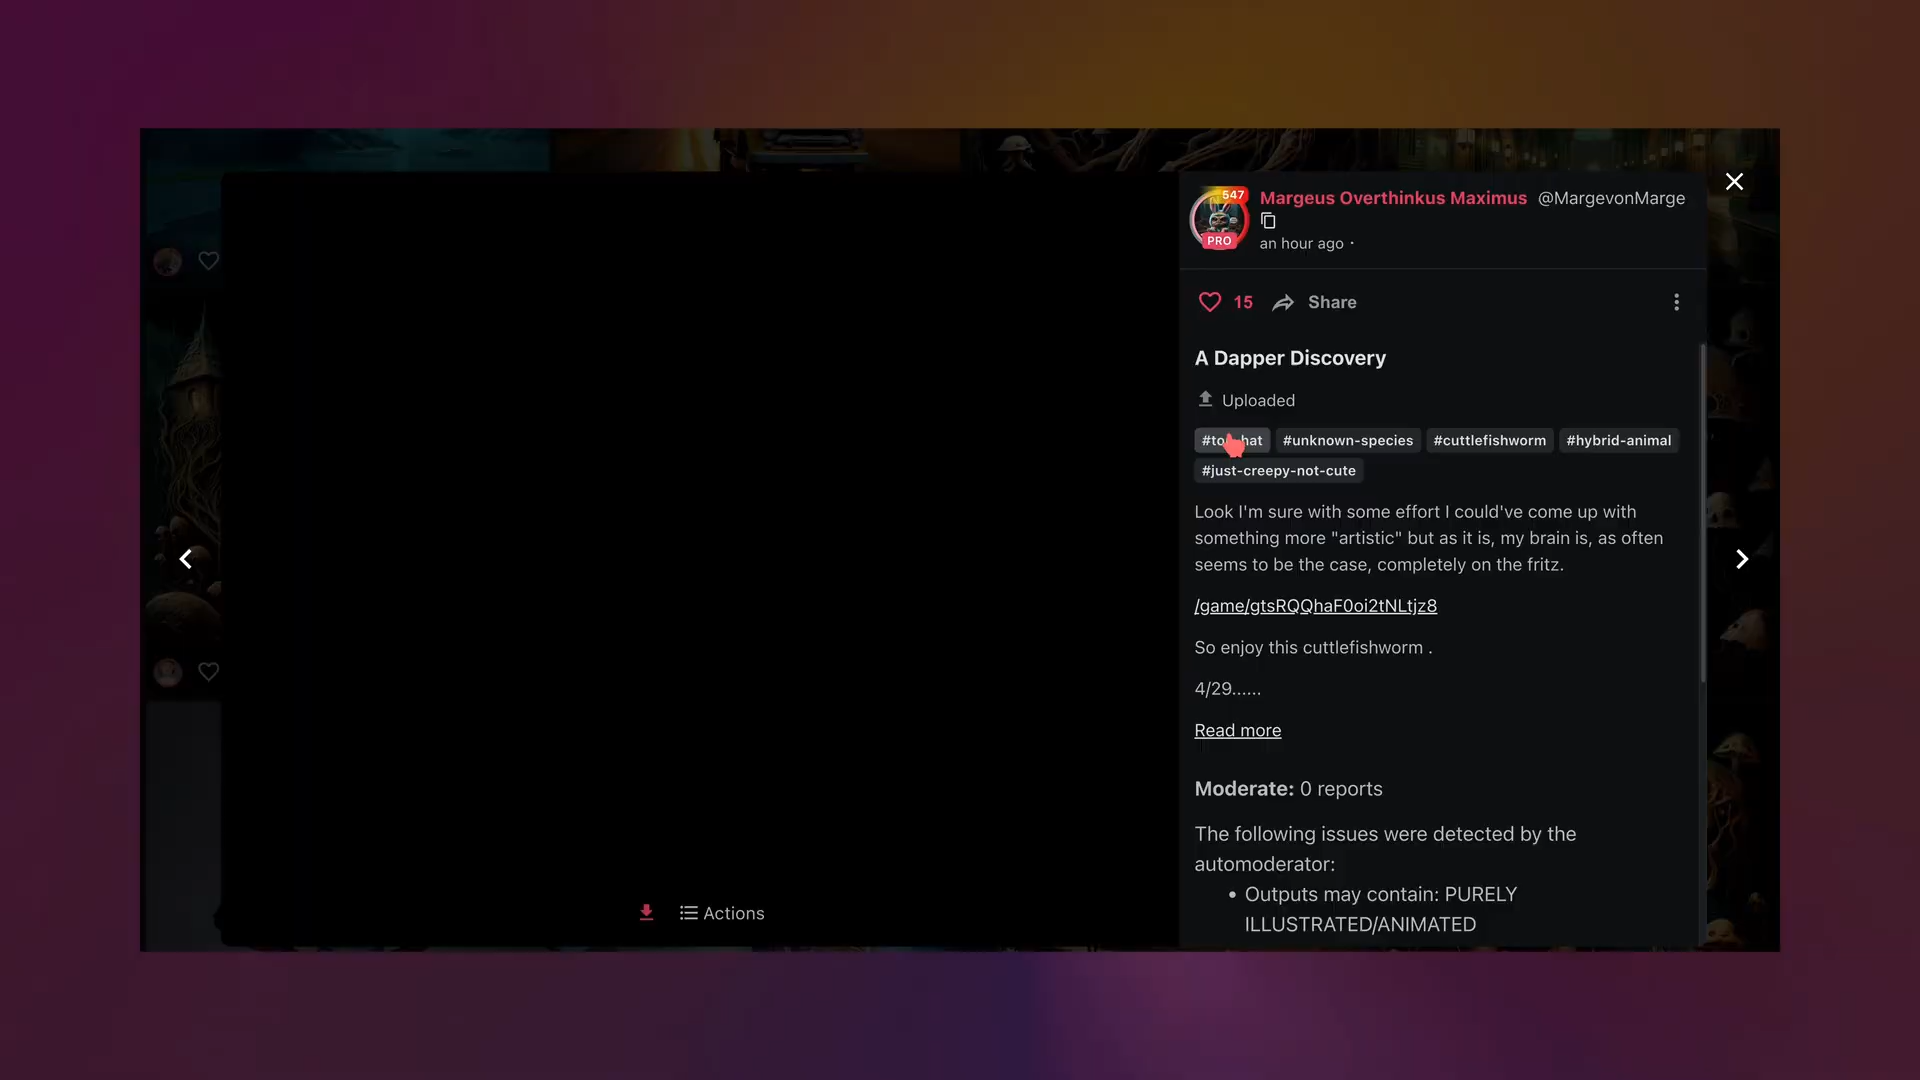 547
PRO
Margeus Overthinkus Maximus @MargevonMarge
an hour ago ·
15 Share
A Dapper Discovery
Uploaded
#unknown-species #cuttlefishworm #hybrid-animal
#just-creepy-not-cute
Look I'm sure with some effort I could've come up with
something more "artistic" but as it is, my brain is, as often
seems to be the case, completely on the fritz.
/game/gtsRQQhaF0oi2tNLtjz8
So enjoy this cuttlefishworm .
4/29......
Read more
Moderate: 0 reports
The following issues were detected by the
automoderator:
• Outputs may contain: PURELY
ILLUSTRATED/ANIMATED
Actions